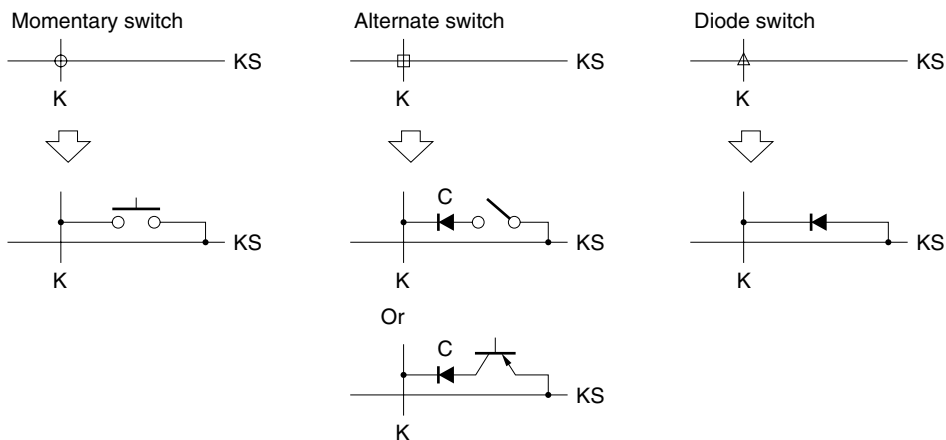 Momentary switch
KS
K
KS
K
Alternate switch
KS
K
C
KS
K
Or
C
KS
K
Diode switch
KS
K
KS
K